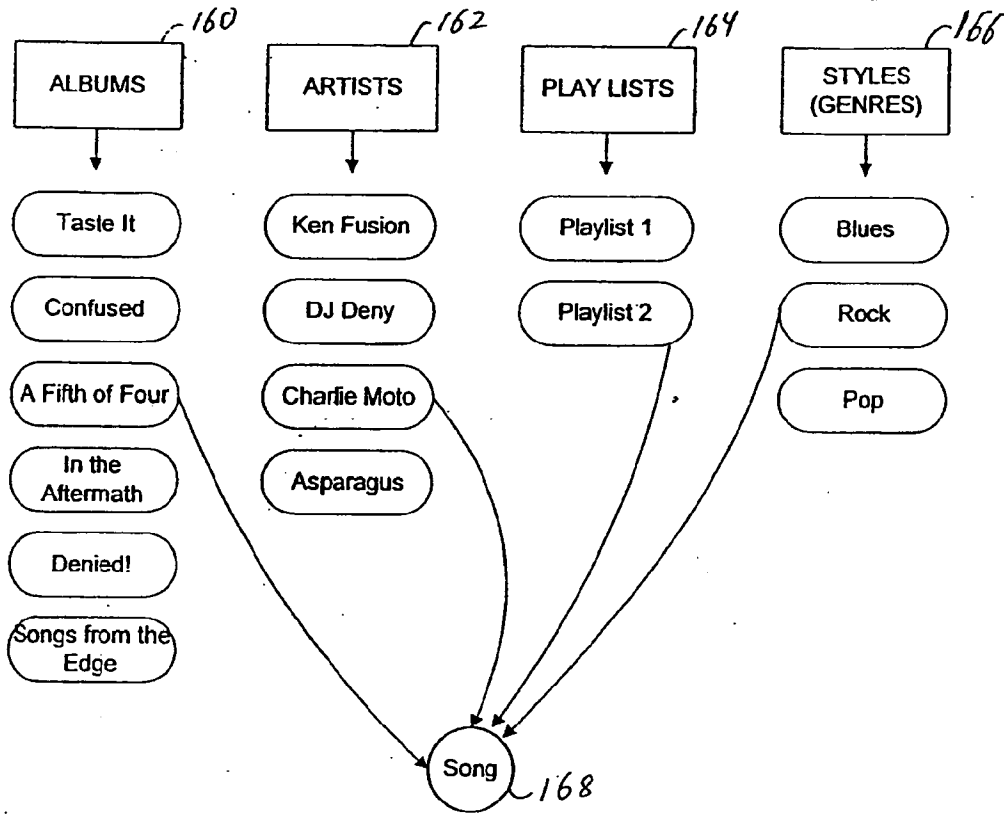 160
162
164
166
ALBUMS
ARTISTS
PLAY LISTS
STYLES
(GENRES)
Taste It
Ken Fusion
Playlist 1
Blues
Confused
DJ Deny
Playlist 2
Rock
A Fifth of Four
Charlie Moto
Pop
In the
Aftermath
Asparagus
Denied!
Songs from the
Edge
Song
168